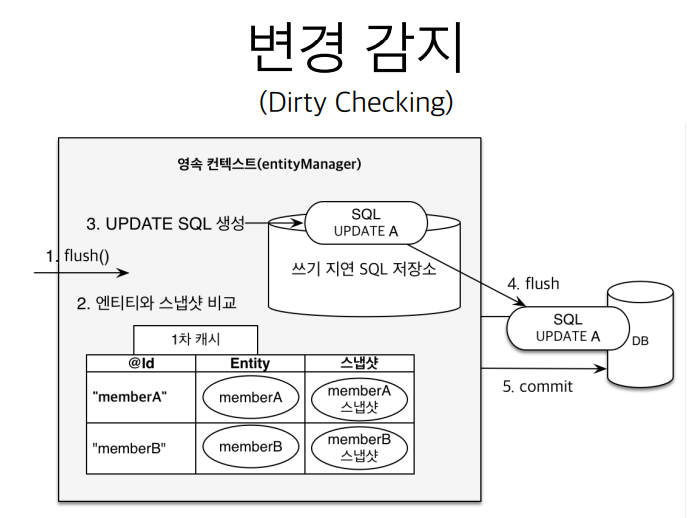 변경 감지
(Dirty Checking)
영속 컨텍스트(entityManager)
3. UPDATE SQL 생성
SQL
UPDATE A
1. flush()
쓰기 지연 SQL 저장소
4. flush
2. 엔티티와 스냅샷 비교
SQL
UPDATE A
DB
1차 캐시
@Id Entity 스냅샷
5. commit
"memberA" memberA memberA
스냅샷
"memberB" memberB memberB
스냅샷